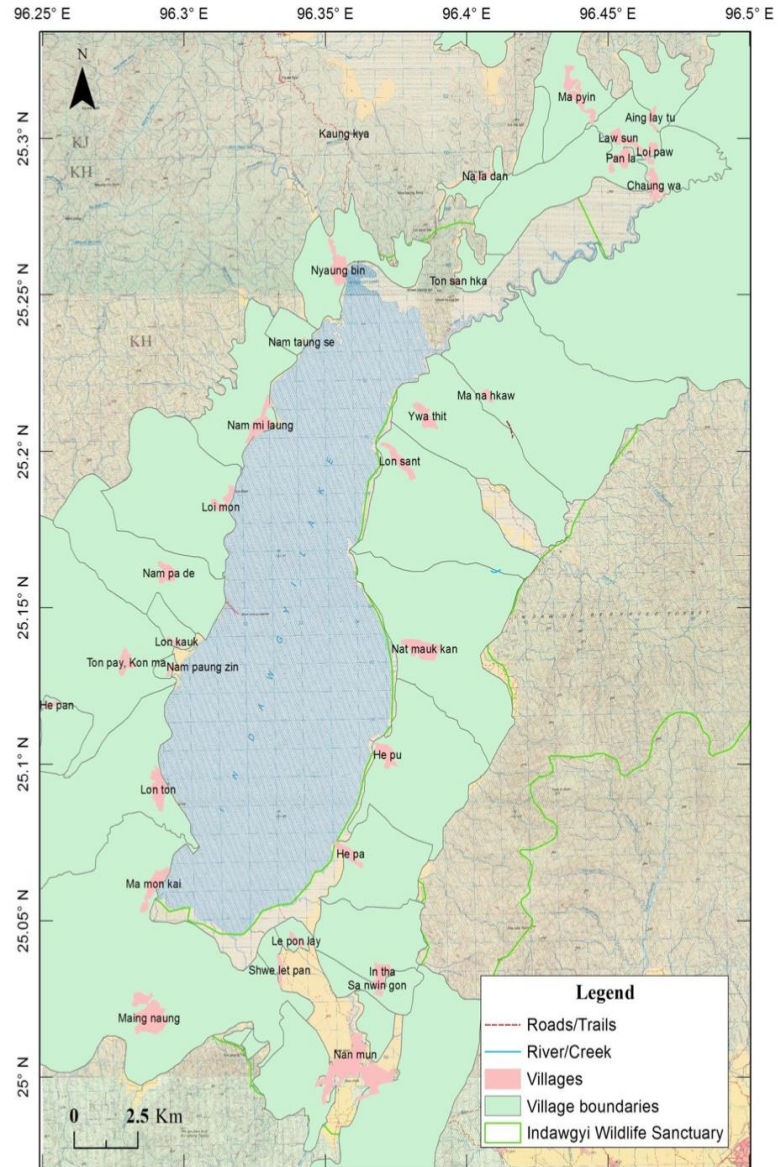 96.25° E
96.3° E
96.35° E
96.4° E
96.45° E
96.5° E
N
Ma pyin
Aing lay tu
25.3° N
Kaung kya
Law sun
KJ
Pan la
Loi paw
KH
Na la dan
Chaung wa
Nyaung bin
Ton san hka
25.25° N
KH
Nam taung se
Ma na hkaw
Ywa thit
Nam mi laung
25.2° N
Lon sant
Loi mon
INDAWGYI LAKE
Nam pa de
25.15° N
Lon kauk
Nat mauk kan
Ton pay, Kon ma
Nam paung zin
He pan
25.1° N
He pu
Lon ton
He pa
Ma mon kai
25.05° N
Le pon lay
Shwe let pan
In tha
Sa nwin gon
Maing naung
Nan mun
25° N
Legend
Roads/Trails
River/Creek
Villages
Village boundaries
Indawgyi Wildlife Sanctuary
0 2.5 Km